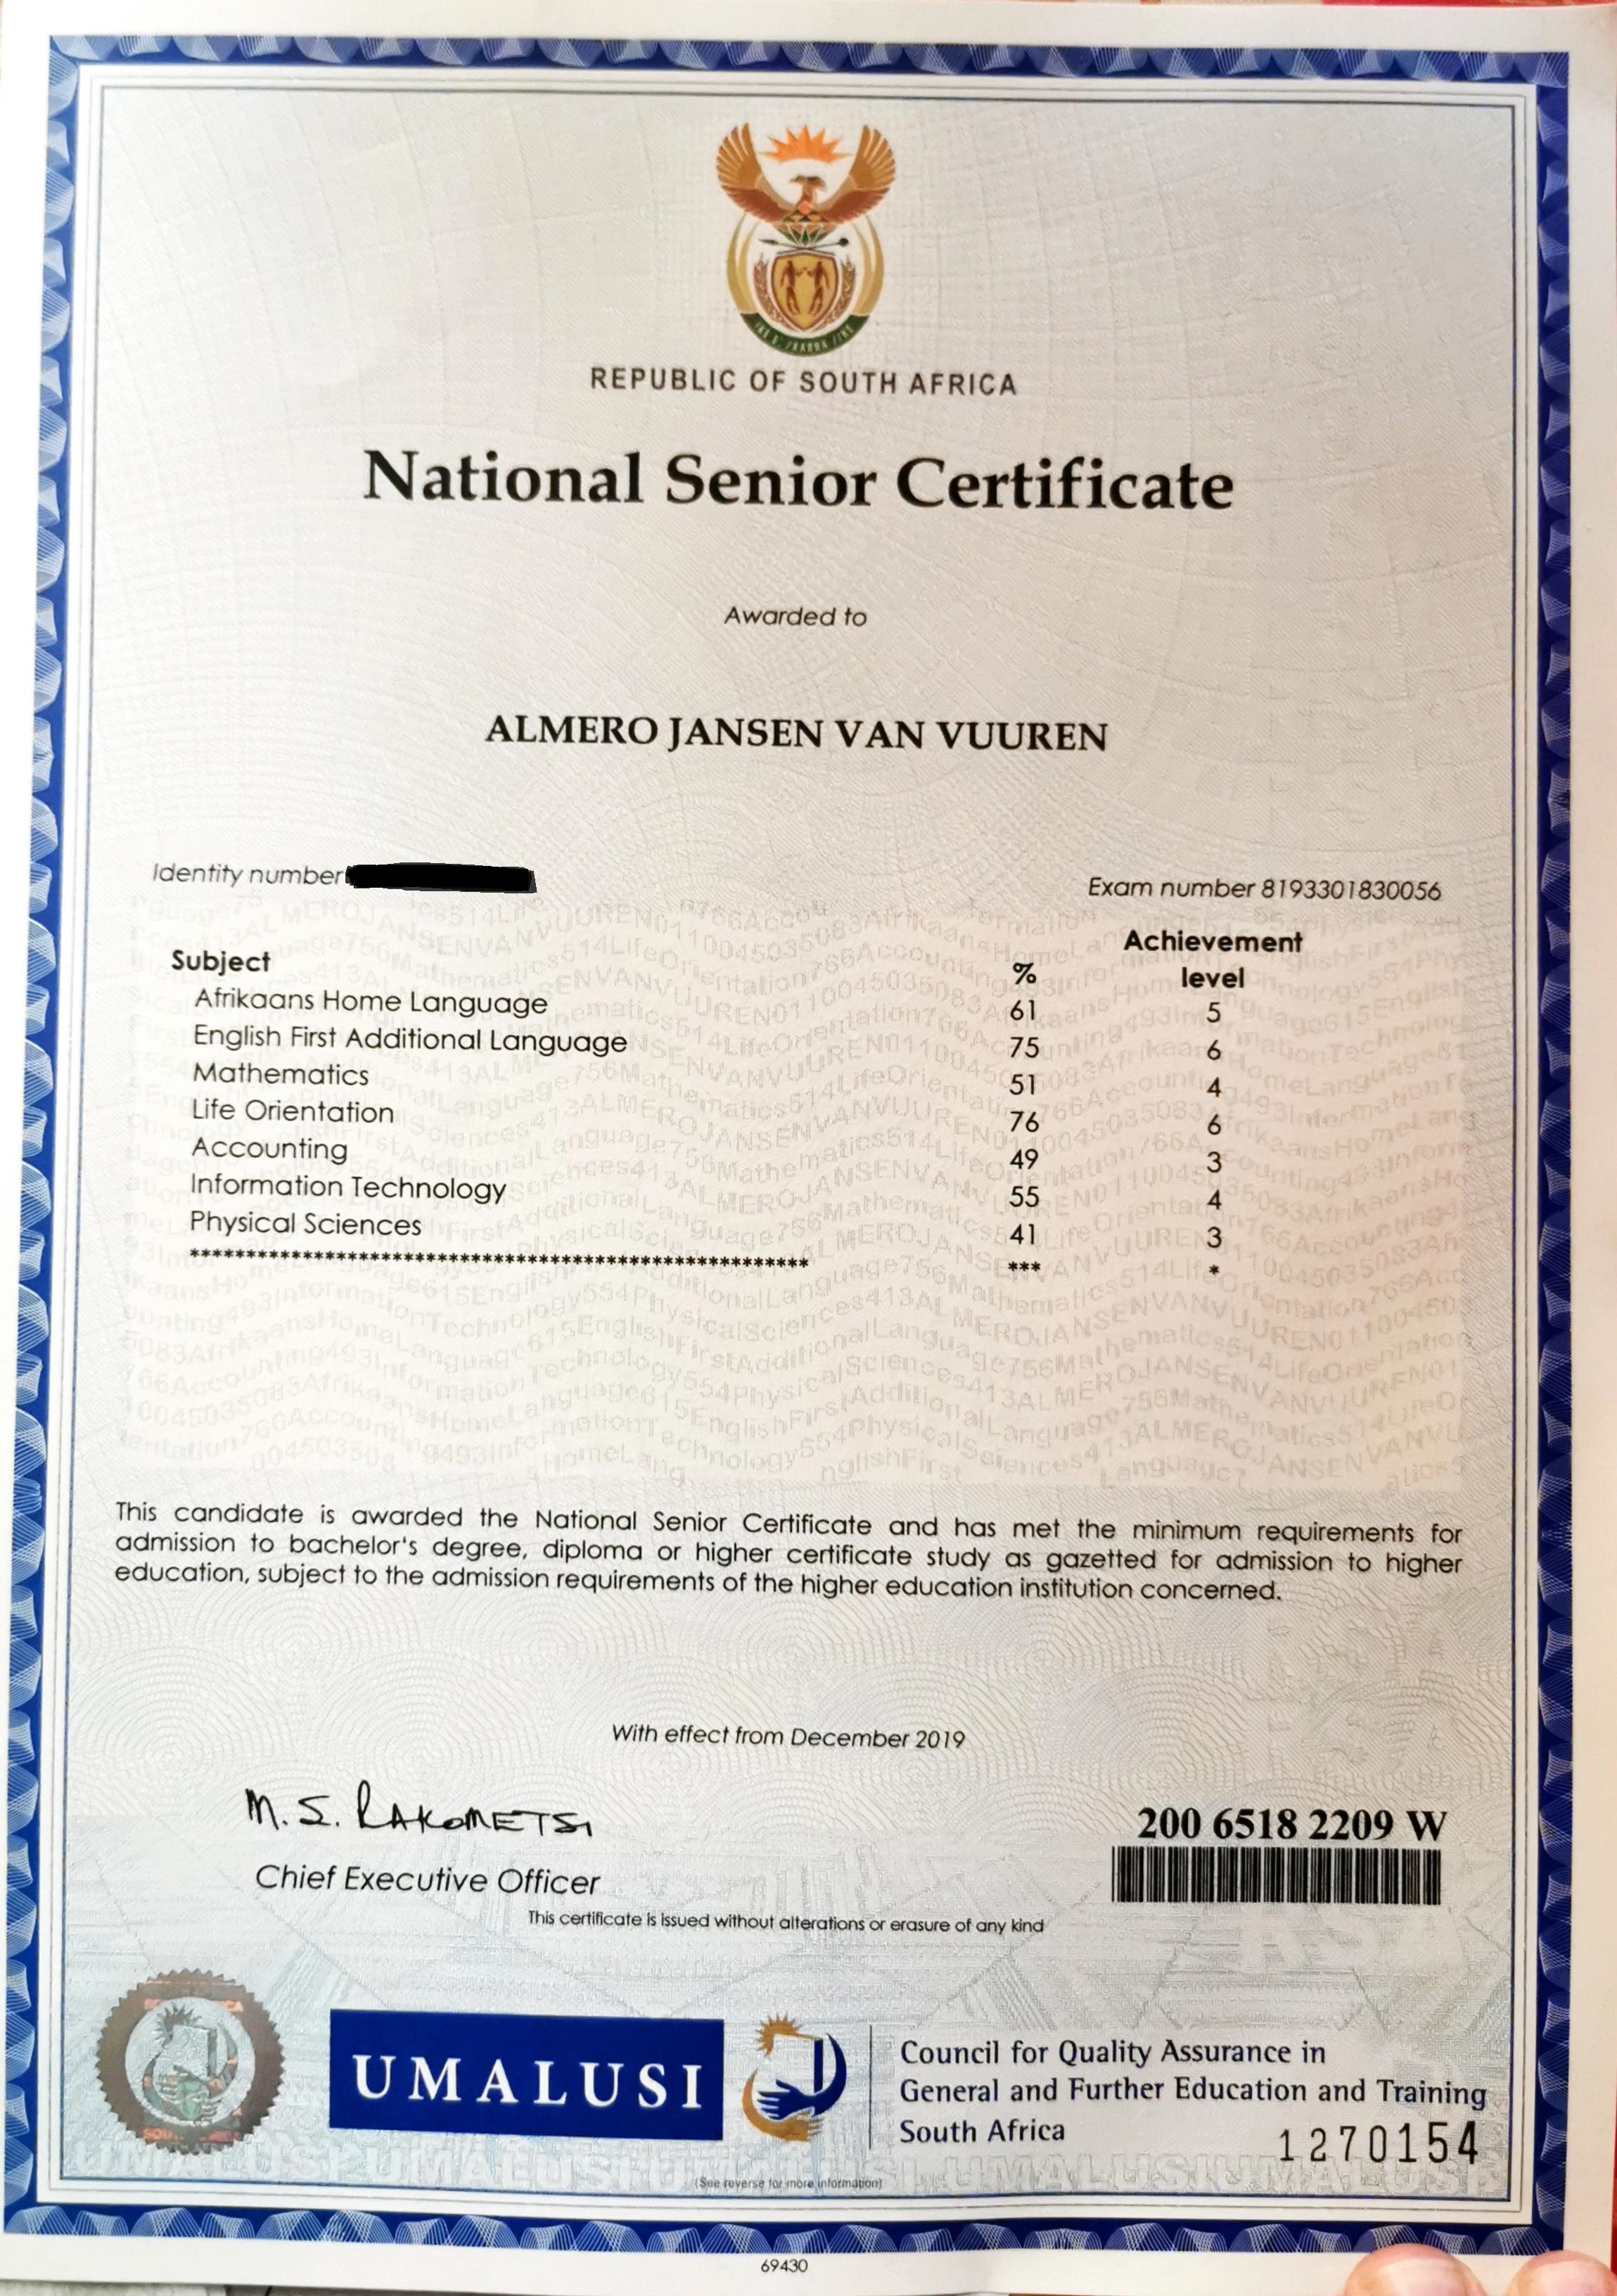 REPUBLIC OF SOUTH AFRICA
National Senior Certificate
Awarded to
ALMERO JANSEN VAN VUUREN
Identity number
Exam number 8193301830056
Subject % Achievement level
Afrikaans Home Language 61 5
English First Additional Language 75 6
Mathematics 51 4
Life Orientation 76 6
Accounting 49 3
Information Technology 55 4
Physical Sciences 41 3
******************************************************* *** *
This candidate is awarded the National Senior Certificate and has met the minimum requirements for
admission to bachelor's degree, diploma or higher certificate study as gazetted for admission to higher
education, subject to the admission requirements of the higher education institution concerned.
With effect from December 2019
M. S. RAKOMETSI
Chief Executive Officer
200 6518 2209 W
This certificate is issued without alterations or erasure of any kind
UMALUSI
Council for Quality Assurance in
General and Further Education and Training
South Africa
1270154
(See reverse for more information)
69430